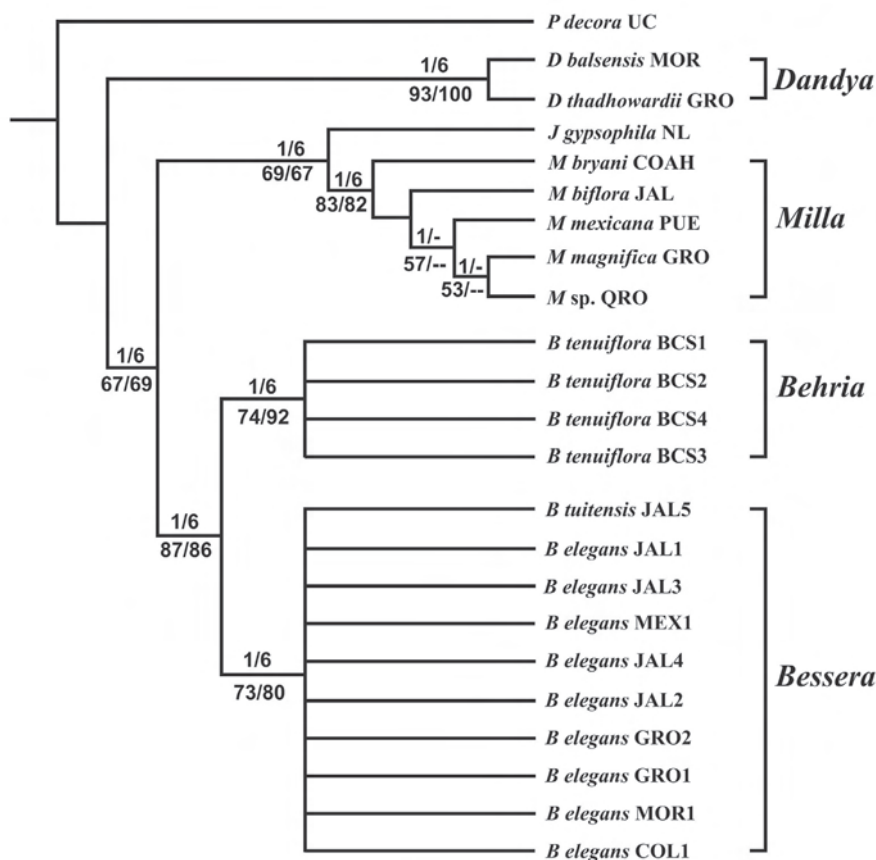 P decora UC
1/6
D balsensis MOR
Dandya
93/100
D thadhowardii GRO
J gypsophila NL
1/6
69/67
M bryani COAH
1/6
83/82
M biflora JAL
Milla
M mexicana PUE
1/-
57/--
M magnifica GRO
1/-
53/--
M sp. QRO
B tenuiflora BCS1
1/6
67/69
B tenuiflora BCS2
1/6
74/92
Behria
B tenuiflora BCS4
B tenuiflora BCS3
B tuitensis JAL5
1/6
87/86
B elegans JAL1
B elegans JAL3
B elegans MEX1
B elegans JAL4
1/6
73/80
Bessera
B elegans JAL2
B elegans GRO2
B elegans GRO1
B elegans MOR1
B elegans COL1